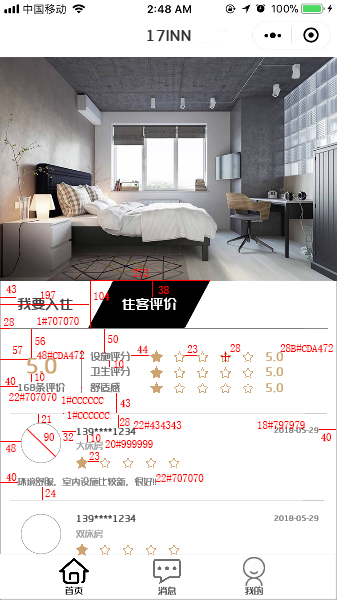 中国移动 2:48 AM 100%
17INN
43 197 104 373 38
我要入住 住客评价
28 1#707070
56 50
57 48#CDA472 44 设施评分 23 28 28B#CDA472
5.0 5.0
10 卫生评分 5.0
10 168条评价 舒适感 5.0
22#707070 1#CCCCCC 43
1#CCCCCC
21 28 22#434343 18#797979
139****1234 2018-05-29
90 32 10 20#999999 40
48 大床房
23
40 环境舒服，室内设施比较新，很好!! 22#707070
24
139****1234 2018-05-29
双床房
首页 消息 我的